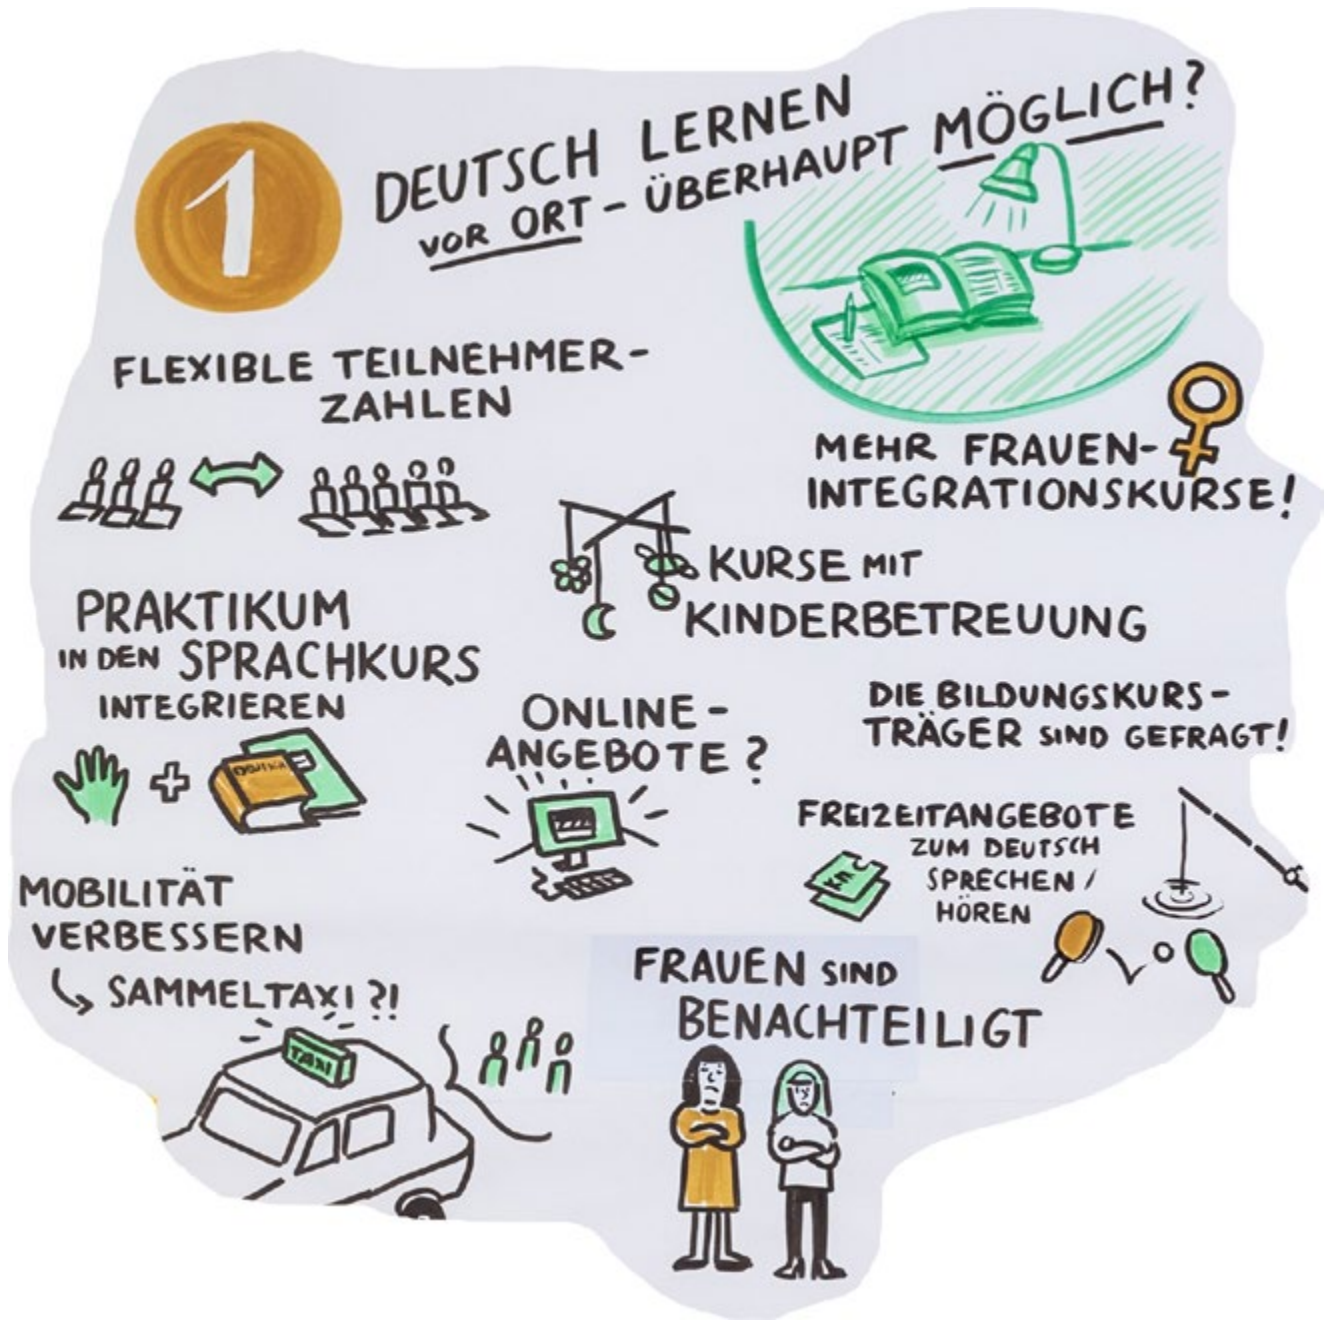 1
DEUTSCH LERNEN
VOR ORT - ÜBERHAUPT MÖGLICH?
FLEXIBLE TEILNEHMER-
ZAHLEN
MEHR FRAUEN-
INTEGRATIONSKURSE!
KURSE MIT
KINDERBETREUUNG
PRAKTIKUM
IN DEN SPRACHKURS
INTEGRIEREN
ONLINE-
ANGEBOTE?
DIE BILDUNGSKURS-
TRÄGER SIND GEFRAGT!
FREIZEITANGEBOTE
ZUM DEUTSCH
SPRECHEN /
HÖREN
MOBILITÄT
VERBESSERN
SAMMELTAXI?!
TAXI
FRAUEN SIND
BENACHTEILIGT